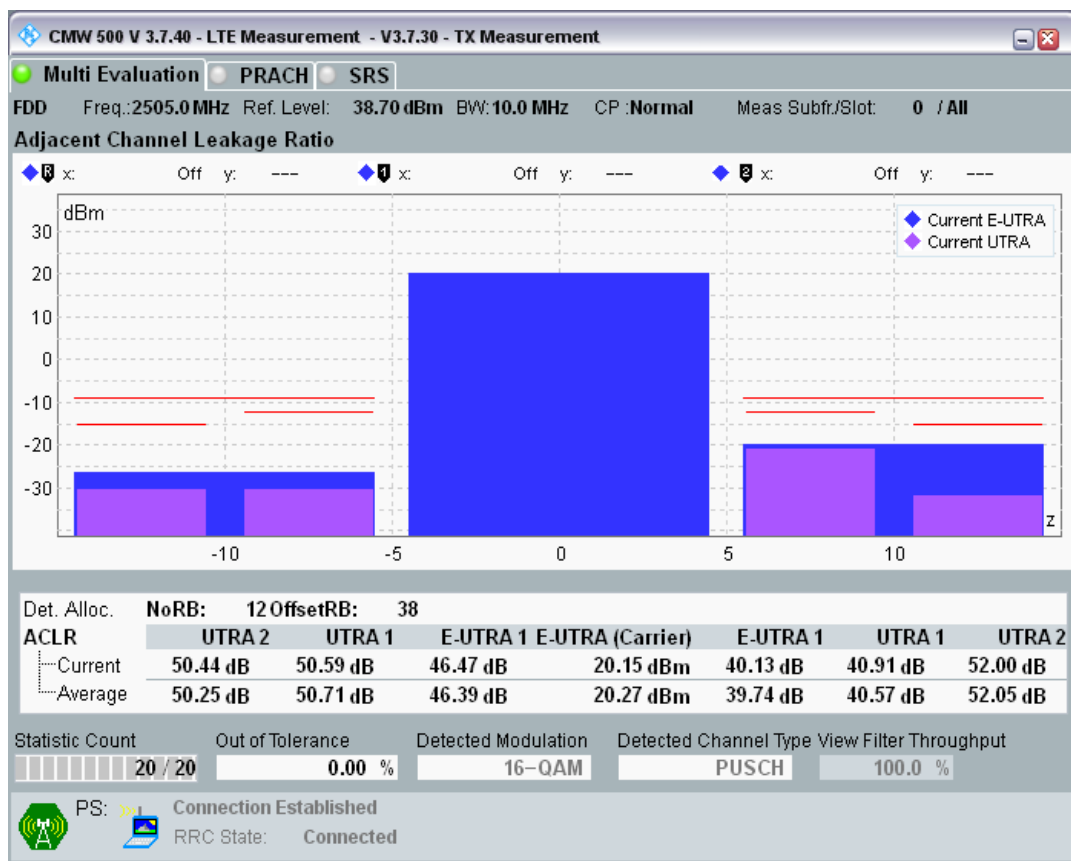 CMW 500 V 3.7.40 - LTE Measurement - V3.7.30 - TX Measurement
Multi Evaluation PRACH SRS
FDD Freq.:2505.0 MHz Ref. Level: 38.70 dBm BW:10.0 MHz CP :Normal Meas Subfr./Slot: 0 / All
Adjacent Channel Leakage Ratio
R x: Off y: --- 1 x: Off y: --- 2 x: Off y: ---
dBm
Current E-UTRA
Current UTRA
30
20
10
0
-10
-20
-30
z
-10 -5 0 5 10
Det. Alloc. NoRB: 12 OffsetRB: 38
ACLR UTRA 2 UTRA 1 E-UTRA 1 E-UTRA (Carrier) E-UTRA 1 UTRA 1 UTRA 2
Current 50.44 dB 50.59 dB 46.47 dB 20.15 dBm 40.13 dB 40.91 dB 52.00 dB
Average 50.25 dB 50.71 dB 46.39 dB 20.27 dBm 39.74 dB 40.57 dB 52.05 dB
Statistic Count Out of Tolerance Detected Modulation Detected Channel Type View Filter Throughput
20 / 20 0.00 % 16-QAM PUSCH 100.0 %
PS: Connection Established
RRC State: Connected